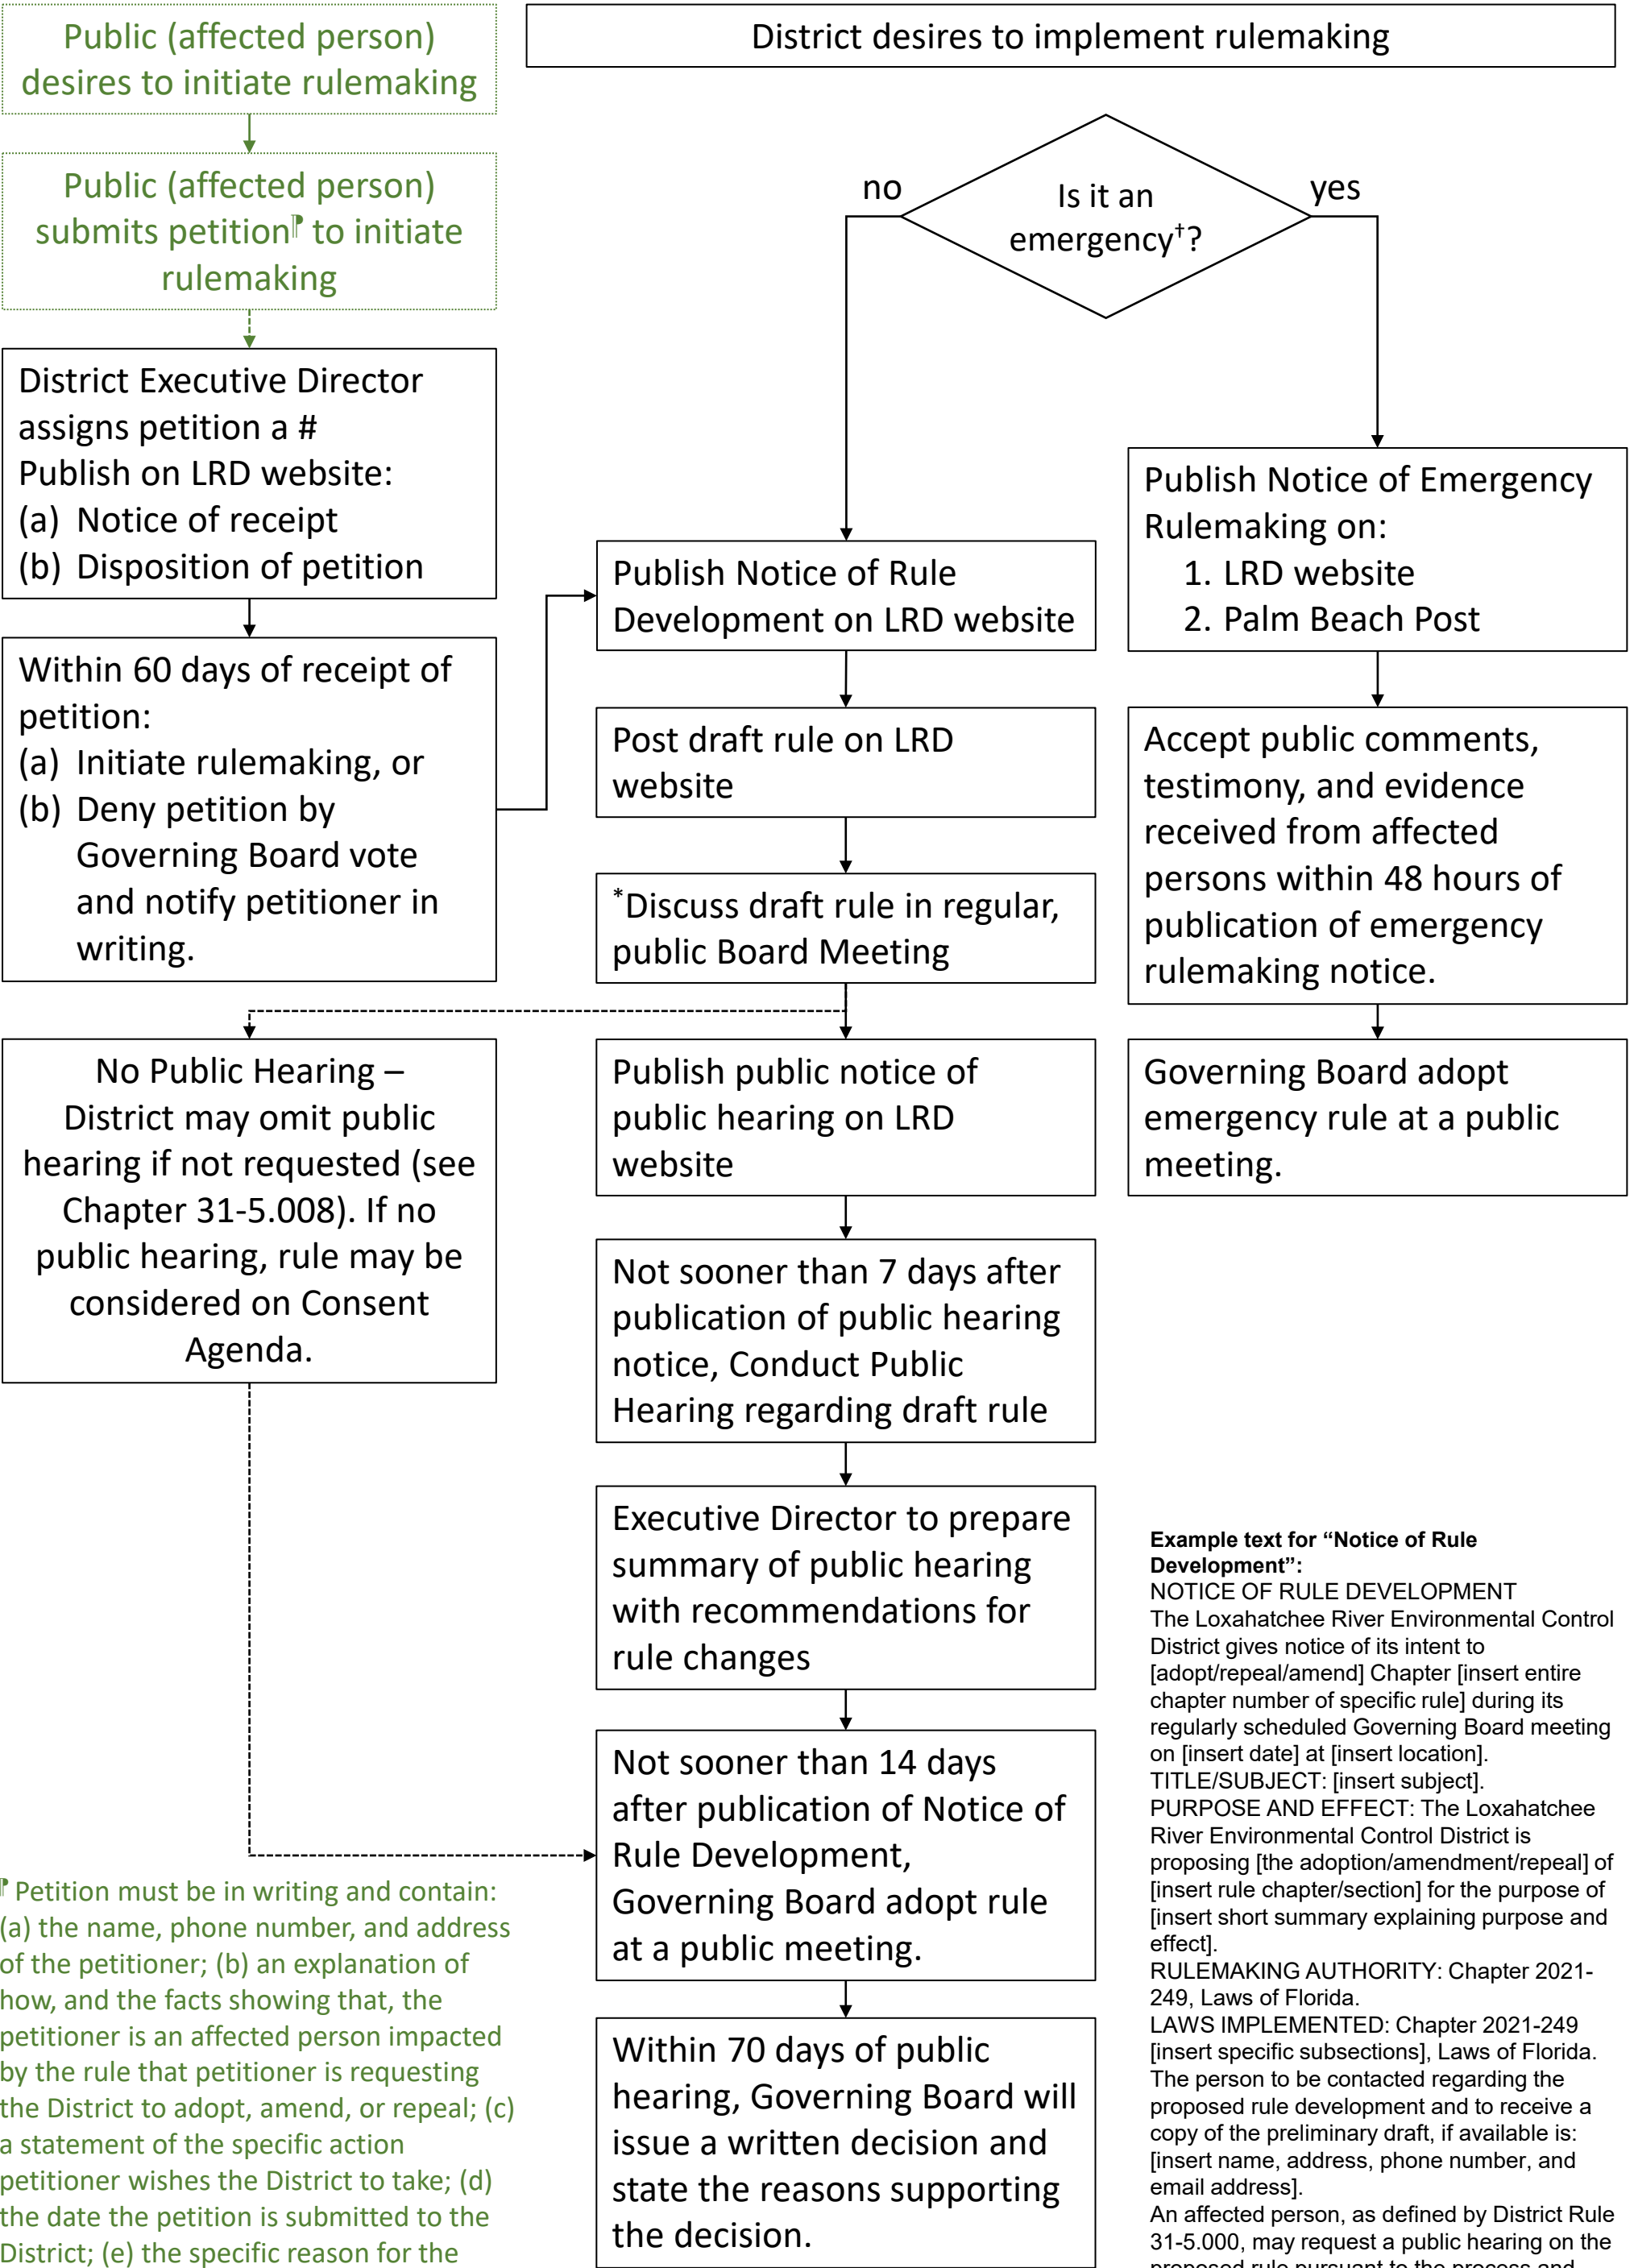 Public (affected person)
desires to initiate rulemaking
District desires to implement rulemaking
Public (affected person)
submits petition⁋ to initiate
rulemaking
no
Is it an
emergency†?
yes
District Executive Director
assigns petition a #
Publish on LRD website:
(a) Notice of receipt
(b) Disposition of petition
Within 60 days of receipt of
petition:
(a) Initiate rulemaking, or
(b) Deny petition by
Governing Board vote
and notify petitioner in
writing.
Publish Notice of Rule
Development on LRD website
Post draft rule on LRD
website
*Discuss draft rule in regular,
public Board Meeting
Publish Notice of Emergency
Rulemaking on:
1. LRD website
2. Palm Beach Post
Accept public comments,
testimony, and evidence
received from affected
persons within 48 hours of
publication of emergency
rulemaking notice.
Governing Board adopt
emergency rule at a public
meeting.
No Public Hearing –
District may omit public
hearing if not requested (see
Chapter 31-5.008). If no
public hearing, rule may be
considered on Consent
Agenda.
Publish public notice of
public hearing on LRD
website
Not sooner than 7 days after
publication of public hearing
notice, Conduct Public
Hearing regarding draft rule
Executive Director to prepare
summary of public hearing
with recommendations for
rule changes
Not sooner than 14 days
after publication of Notice of
Rule Development,
Governing Board adopt rule
at a public meeting.
Within 70 days of public
hearing, Governing Board will
issue a written decision and
state the reasons supporting
the decision.
⁋ Petition must be in writing and contain:
(a) the name, phone number, and address
of the petitioner; (b) an explanation of
how, and the facts showing that, the
petitioner is an affected person impacted
by the rule that petitioner is requesting
the District to adopt, amend, or repeal; (c)
a statement of the specific action
petitioner wishes the District to take; (d)
the date the petition is submitted to the
District; (e) the specific reason for the
Example text for “Notice of Rule
Development”:
NOTICE OF RULE DEVELOPMENT
The Loxahatchee River Environmental Control
District gives notice of its intent to
[adopt/repeal/amend] Chapter [insert entire
chapter number of specific rule] during its
regularly scheduled Governing Board meeting
on [insert date] at [insert location].
TITLE/SUBJECT: [insert subject].
PURPOSE AND EFFECT: The Loxahatchee
River Environmental Control District is
proposing [the adoption/amendment/repeal] of
[insert rule chapter/section] for the purpose of
[insert short summary explaining purpose and
effect].
RULEMAKING AUTHORITY: Chapter 2021-
249, Laws of Florida.
LAWS IMPLEMENTED: Chapter 2021-249
[insert specific subsections], Laws of Florida.
The person to be contacted regarding the
proposed rule development and to receive a
copy of the preliminary draft, if available is:
[insert name, address, phone number, and
email address].
An affected person, as defined by District Rule
31-5.000, may request a public hearing on the
proposed rule pursuant to the process and